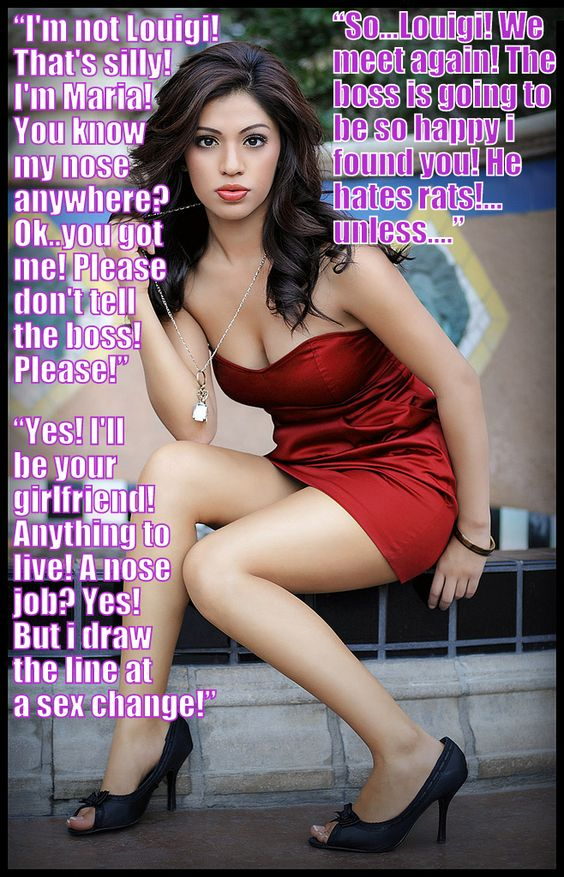 “So...Louigi! We
meet again! The
boss is going to
be so happy i
found you! He
hates rats!...
unless....”
“I'm not Louigi!
That's silly!
I'm Maria!
You know
my nose
anywhere?
Ok..you got
me! Please
don't tell
the boss!
Please!”
“Yes! I'll
be your
girlfriend!
Anything to
live! A nose
job? Yes!
But i draw
the line at
a sex change!”